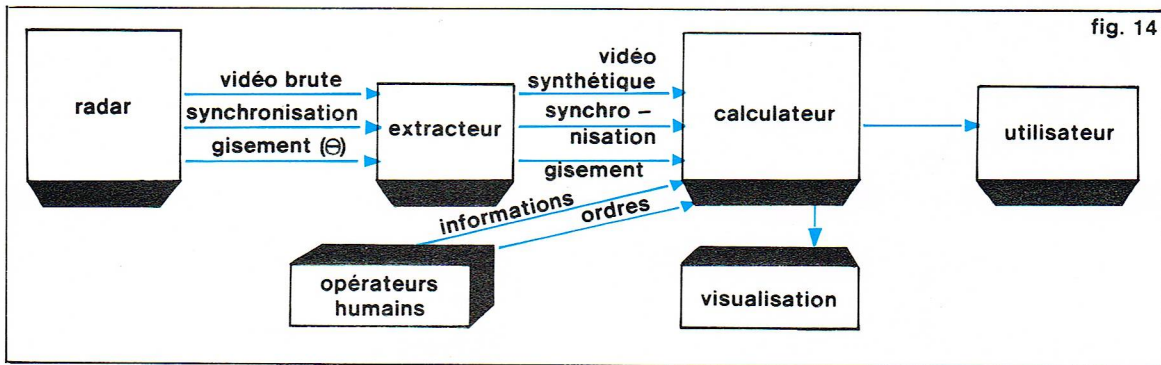 fig. 14
radar
vidéo brute
synchronisation
gisement (Θ)
extracteur
vidéo
synthétique
synchro –
nisation
gisement
calculateur
utilisateur
informations
ordres
opérateurs
humains
visualisation